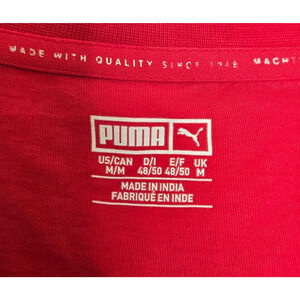 MADE WITH QUALITY SINCE 1948 MACHT
PUMA
US/CAN D/I E/F UK
M/M 48/50 48/50 M
MADE IN INDIA
FABRIQUÉ EN INDE